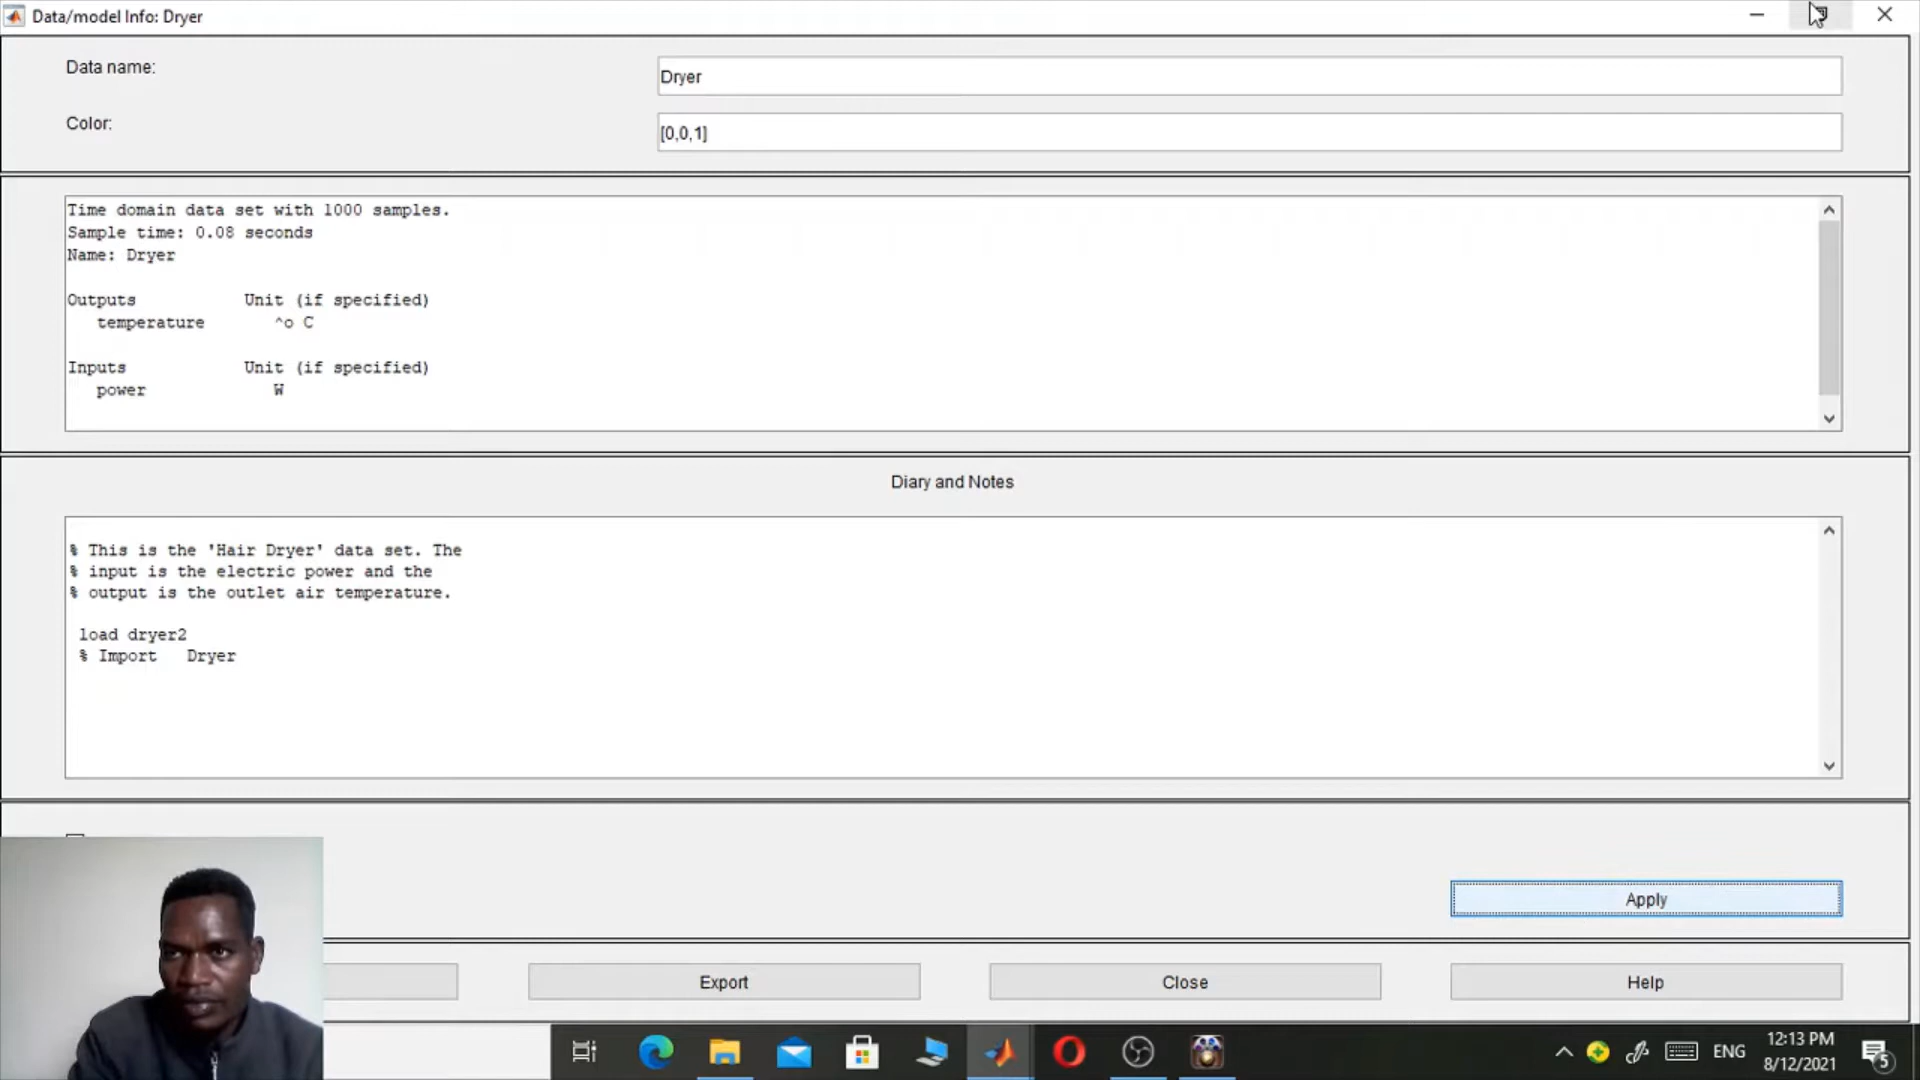 Data/model Info: Dryer
Data name:
Dryer
Color:
[0,0,1]
Time domain data set with 1000 samples.
Sample time: 0.08 seconds
Name: Dryer
Outputs Unit (if specified)
temperature ^o C
Inputs Unit (if specified)
power W
Diary and Notes
% This is the 'Hair Dryer' data set. The
% input is the electric power and the
% output is the outlet air temperature.
load dryer2
% Import Dryer
Apply
Export
Close
Help
ENG
12:13 PM
8/12/2021
5